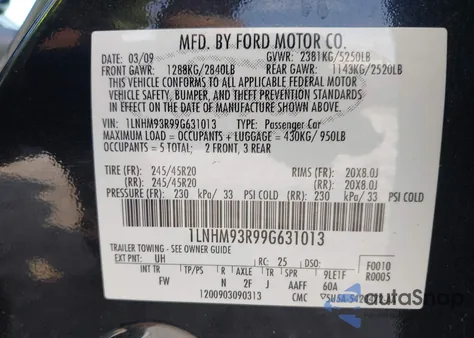 MFD. BY FORD MOTOR CO.
DATE: 03/09 GVWR: 2381KG/5250LB
FRONT GAWR: 1288KG/2840LB REAR GAWR: 1143KG/2520LB
THIS VEHICLE CONFORMS TO ALL APPLICABLE FEDERAL MOTOR
VEHICLE SAFETY, BUMPER, AND THEFT PREVENTION STANDARDS
IN EFFECT ON THE DATE OF MANUFACTURE SHOWN ABOVE.
VIN: 1LNHM93R99G631013 TYPE: Passenger Car
MAXIMUM LOAD = OCCUPANTS + LUGGAGE = 430KG/ 950LB
OCCUPANTS = 5 TOTAL; 2 FRONT, 3 REAR
TIRE (FR): 245/45R20 RIMS (FR): 20X8.0J
(RR): 245/45R20 (RR): 20X8.0J
PRESSURE (FR): 230 kPa/ 33 PSI COLD (RR): 230 kPa/ 33 PSI COLD
1LNHM93R99G631013
TRAILER TOWING - SEE OWNER GUIDE
EXT PNT: UH RC: 25 DSO: F0010
INT TR TP/PS R AXLE TR SPR 9LE1F R0005
FW N 2F J AAFF 60A
1200903090313 CMC
autoShop